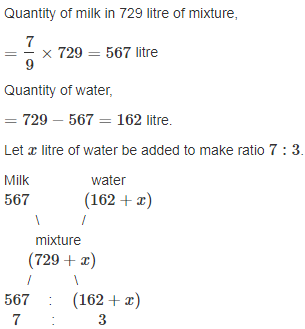 Quantity of milk in 729 litre of mixture,
= 7/9 × 729 = 567 litre
Quantity of water,
= 729 − 567 = 162 litre.
Let x litre of water be added to make ratio 7 : 3.
Milk water
567 (162 + x)
\ /
mixture
(729 + x)
/ \
567 : (162 + x)
7 : 3